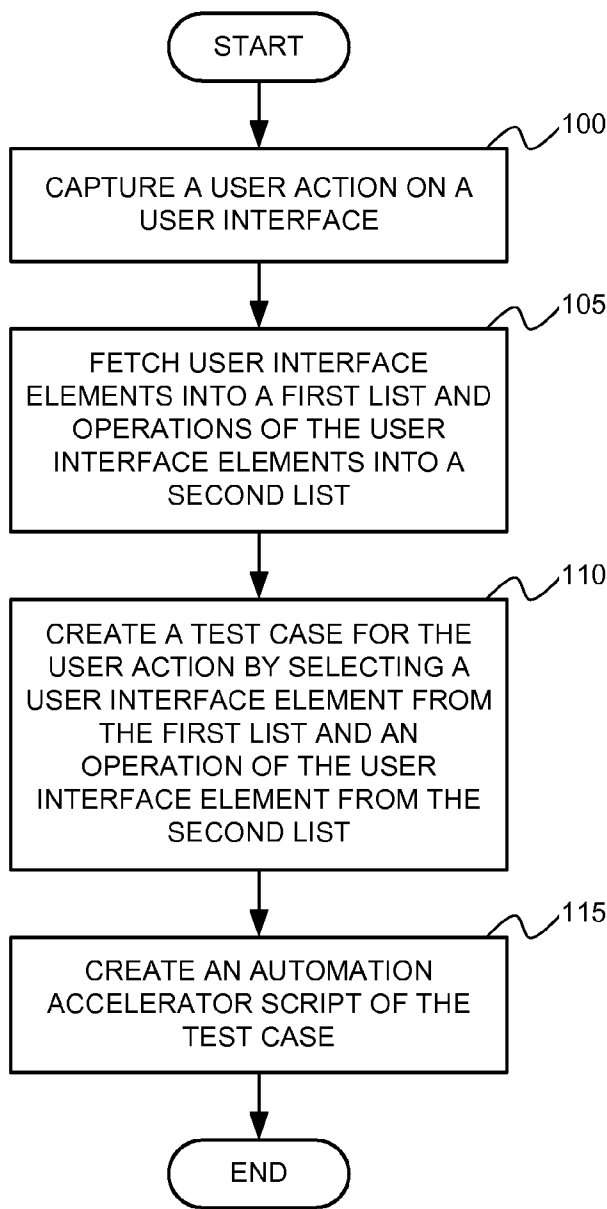 START
100
CAPTURE A USER ACTION ON A
USER INTERFACE
105
FETCH USER INTERFACE
ELEMENTS INTO A FIRST LIST AND
OPERATIONS OF THE USER
INTERFACE ELEMENTS INTO A
SECOND LIST
110
CREATE A TEST CASE FOR THE
USER ACTION BY SELECTING A
USER INTERFACE ELEMENT FROM
THE FIRST LIST AND AN
OPERATION OF THE USER
INTERFACE ELEMENT FROM THE
SECOND LIST
115
CREATE AN AUTOMATION
ACCELERATOR SCRIPT OF THE
TEST CASE
END